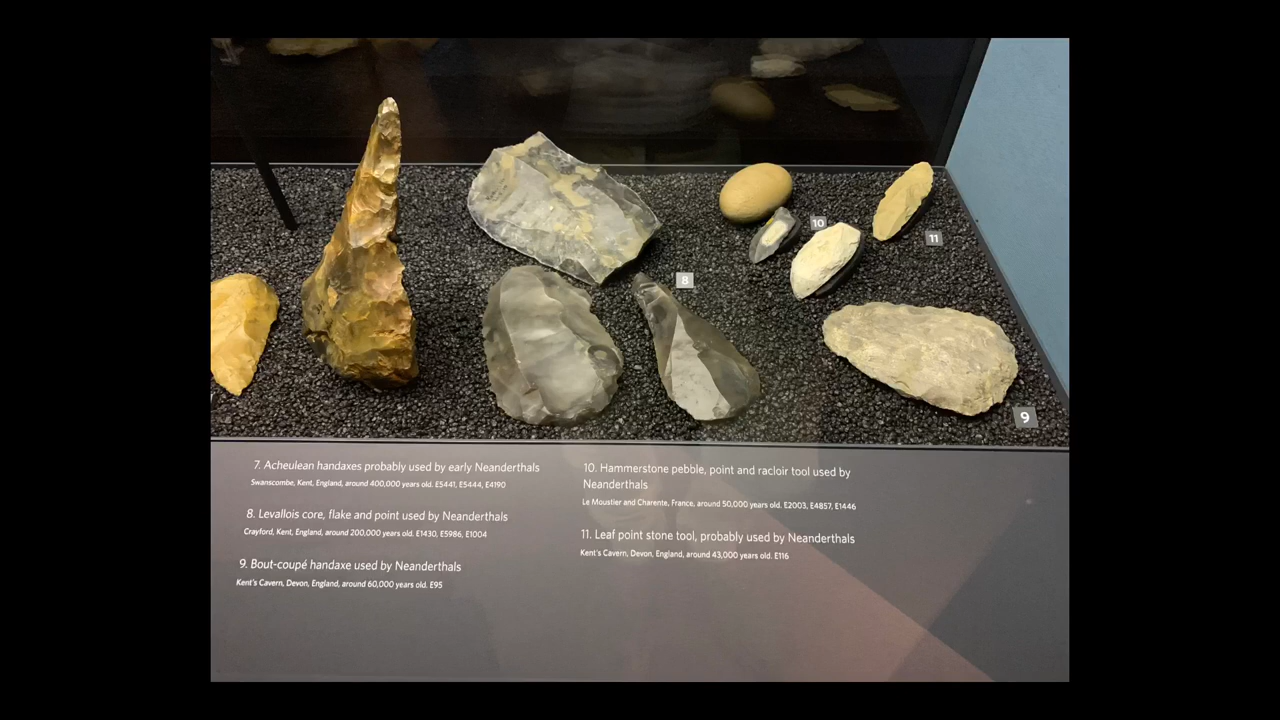 10
11
8
9
7. Acheulean handaxes probably used by early Neanderthals
Swanscombe, Kent, England, around 400,000 years old. E5441, E5444, E4190
8. Levallois core, flake and point used by Neanderthals
Crayford, Kent, England, around 200,000 years old. E1430, E5986, E1004
9. Bout-coupé handaxe used by Neanderthals
Kent's Cavern, Devon, England, around 60,000 years old. E95
10. Hammerstone pebble, point and racloir tool used by
Neanderthals
Le Moustier and Charente, France, around 50,000 years old. E2003, E4857, E1446
11. Leaf point stone tool, probably used by Neanderthals
Kent's Cavern, Devon, England, around 43,000 years old. E116